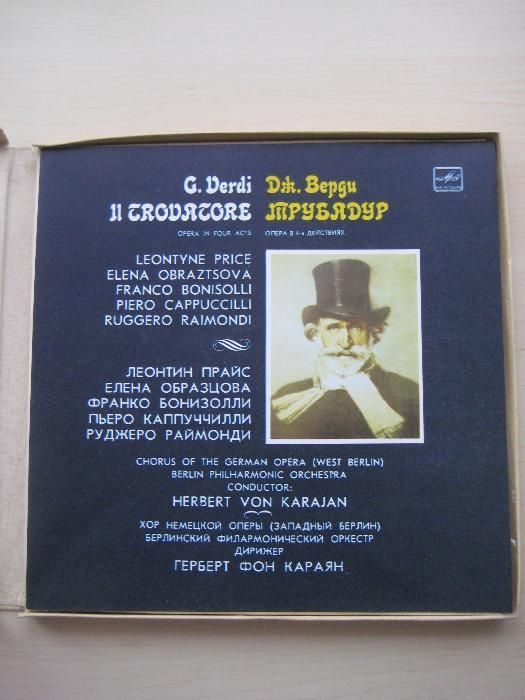 G. Verdi Дж. Верди
Il TROVATORE ТРУБАДУР
OPERA IN FOUR ACTS ОПЕРА В 4-х ДЕЙСТВИЯХ
LEONTYNE PRICE
ELENA OBRAZTSOVA
FRANCO BONISOLLI
PIERO CAPPUCCILLI
RUGGERO RAIMONDI
ЛЕОНТИН ПРАЙС
ЕЛЕНА ОБРАЗЦОВА
ФРАНКО БОНИЗОЛЛИ
ПЬЕРО КАППУЧЧИЛЛИ
РУДЖЕРО РАЙМОНДИ
CHORUS OF THE GERMAN OPERA (WEST BERLIN)
BERLIN PHILHARMONIC ORCHESTRA
CONDUCTOR:
HERBERT VON KARAJAN
ХОР НЕМЕЦКОЙ ОПЕРЫ (ЗАПАДНЫЙ БЕРЛИН)
БЕРЛИНСКИЙ ФИЛАРМОНИЧЕСКИЙ ОРКЕСТР
ДИРИЖЕР
ГЕРБЕРТ ФОН КАРАЯН